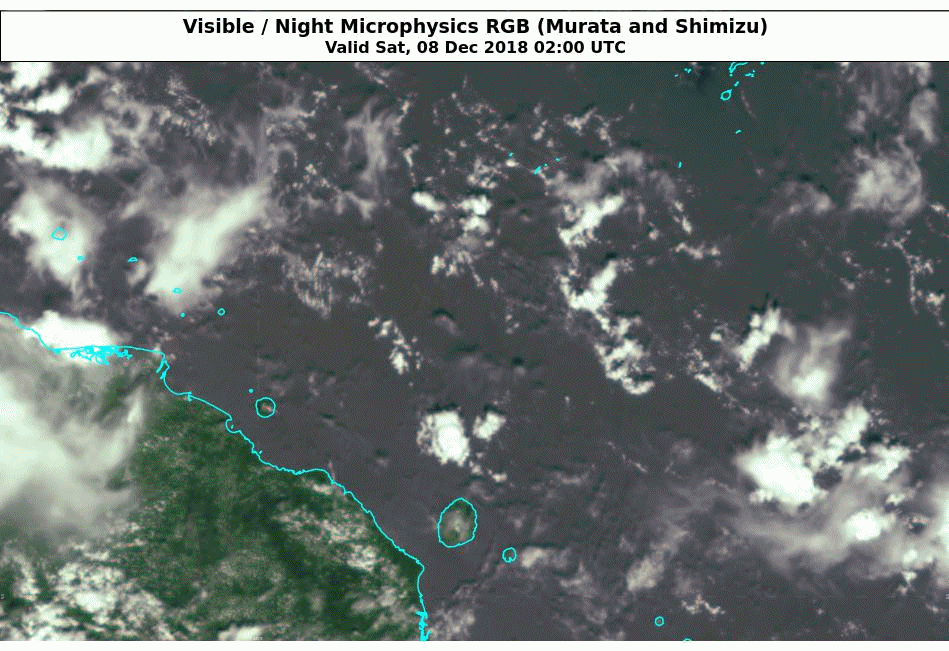 Visible / Night Microphysics RGB (Murata and Shimizu)
Valid Sat, 08 Dec 2018 02:00 UTC